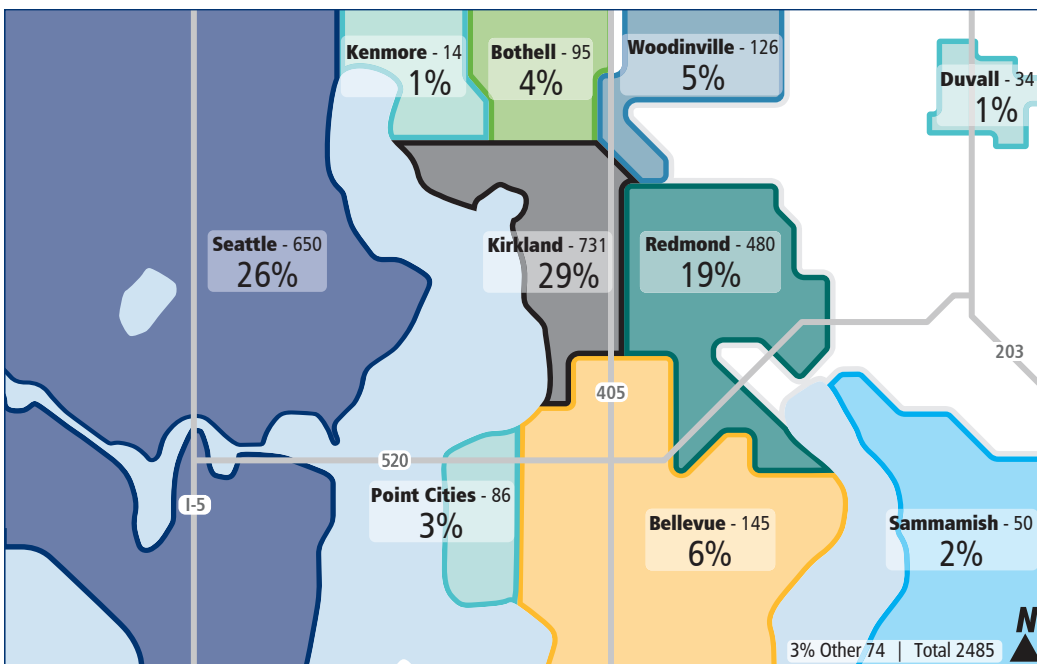 Kenmore - 14
1%
Bothell - 95
4%
Woodinville - 126
5%
Duvall - 34
1%
Seattle - 650
26%
Kirkland - 731
29%
Redmond - 480
19%
203
405
520
I-5
Point Cities - 86
3%
Bellevue - 145
6%
Sammamish - 50
2%
N
3% Other 74 | Total 2485